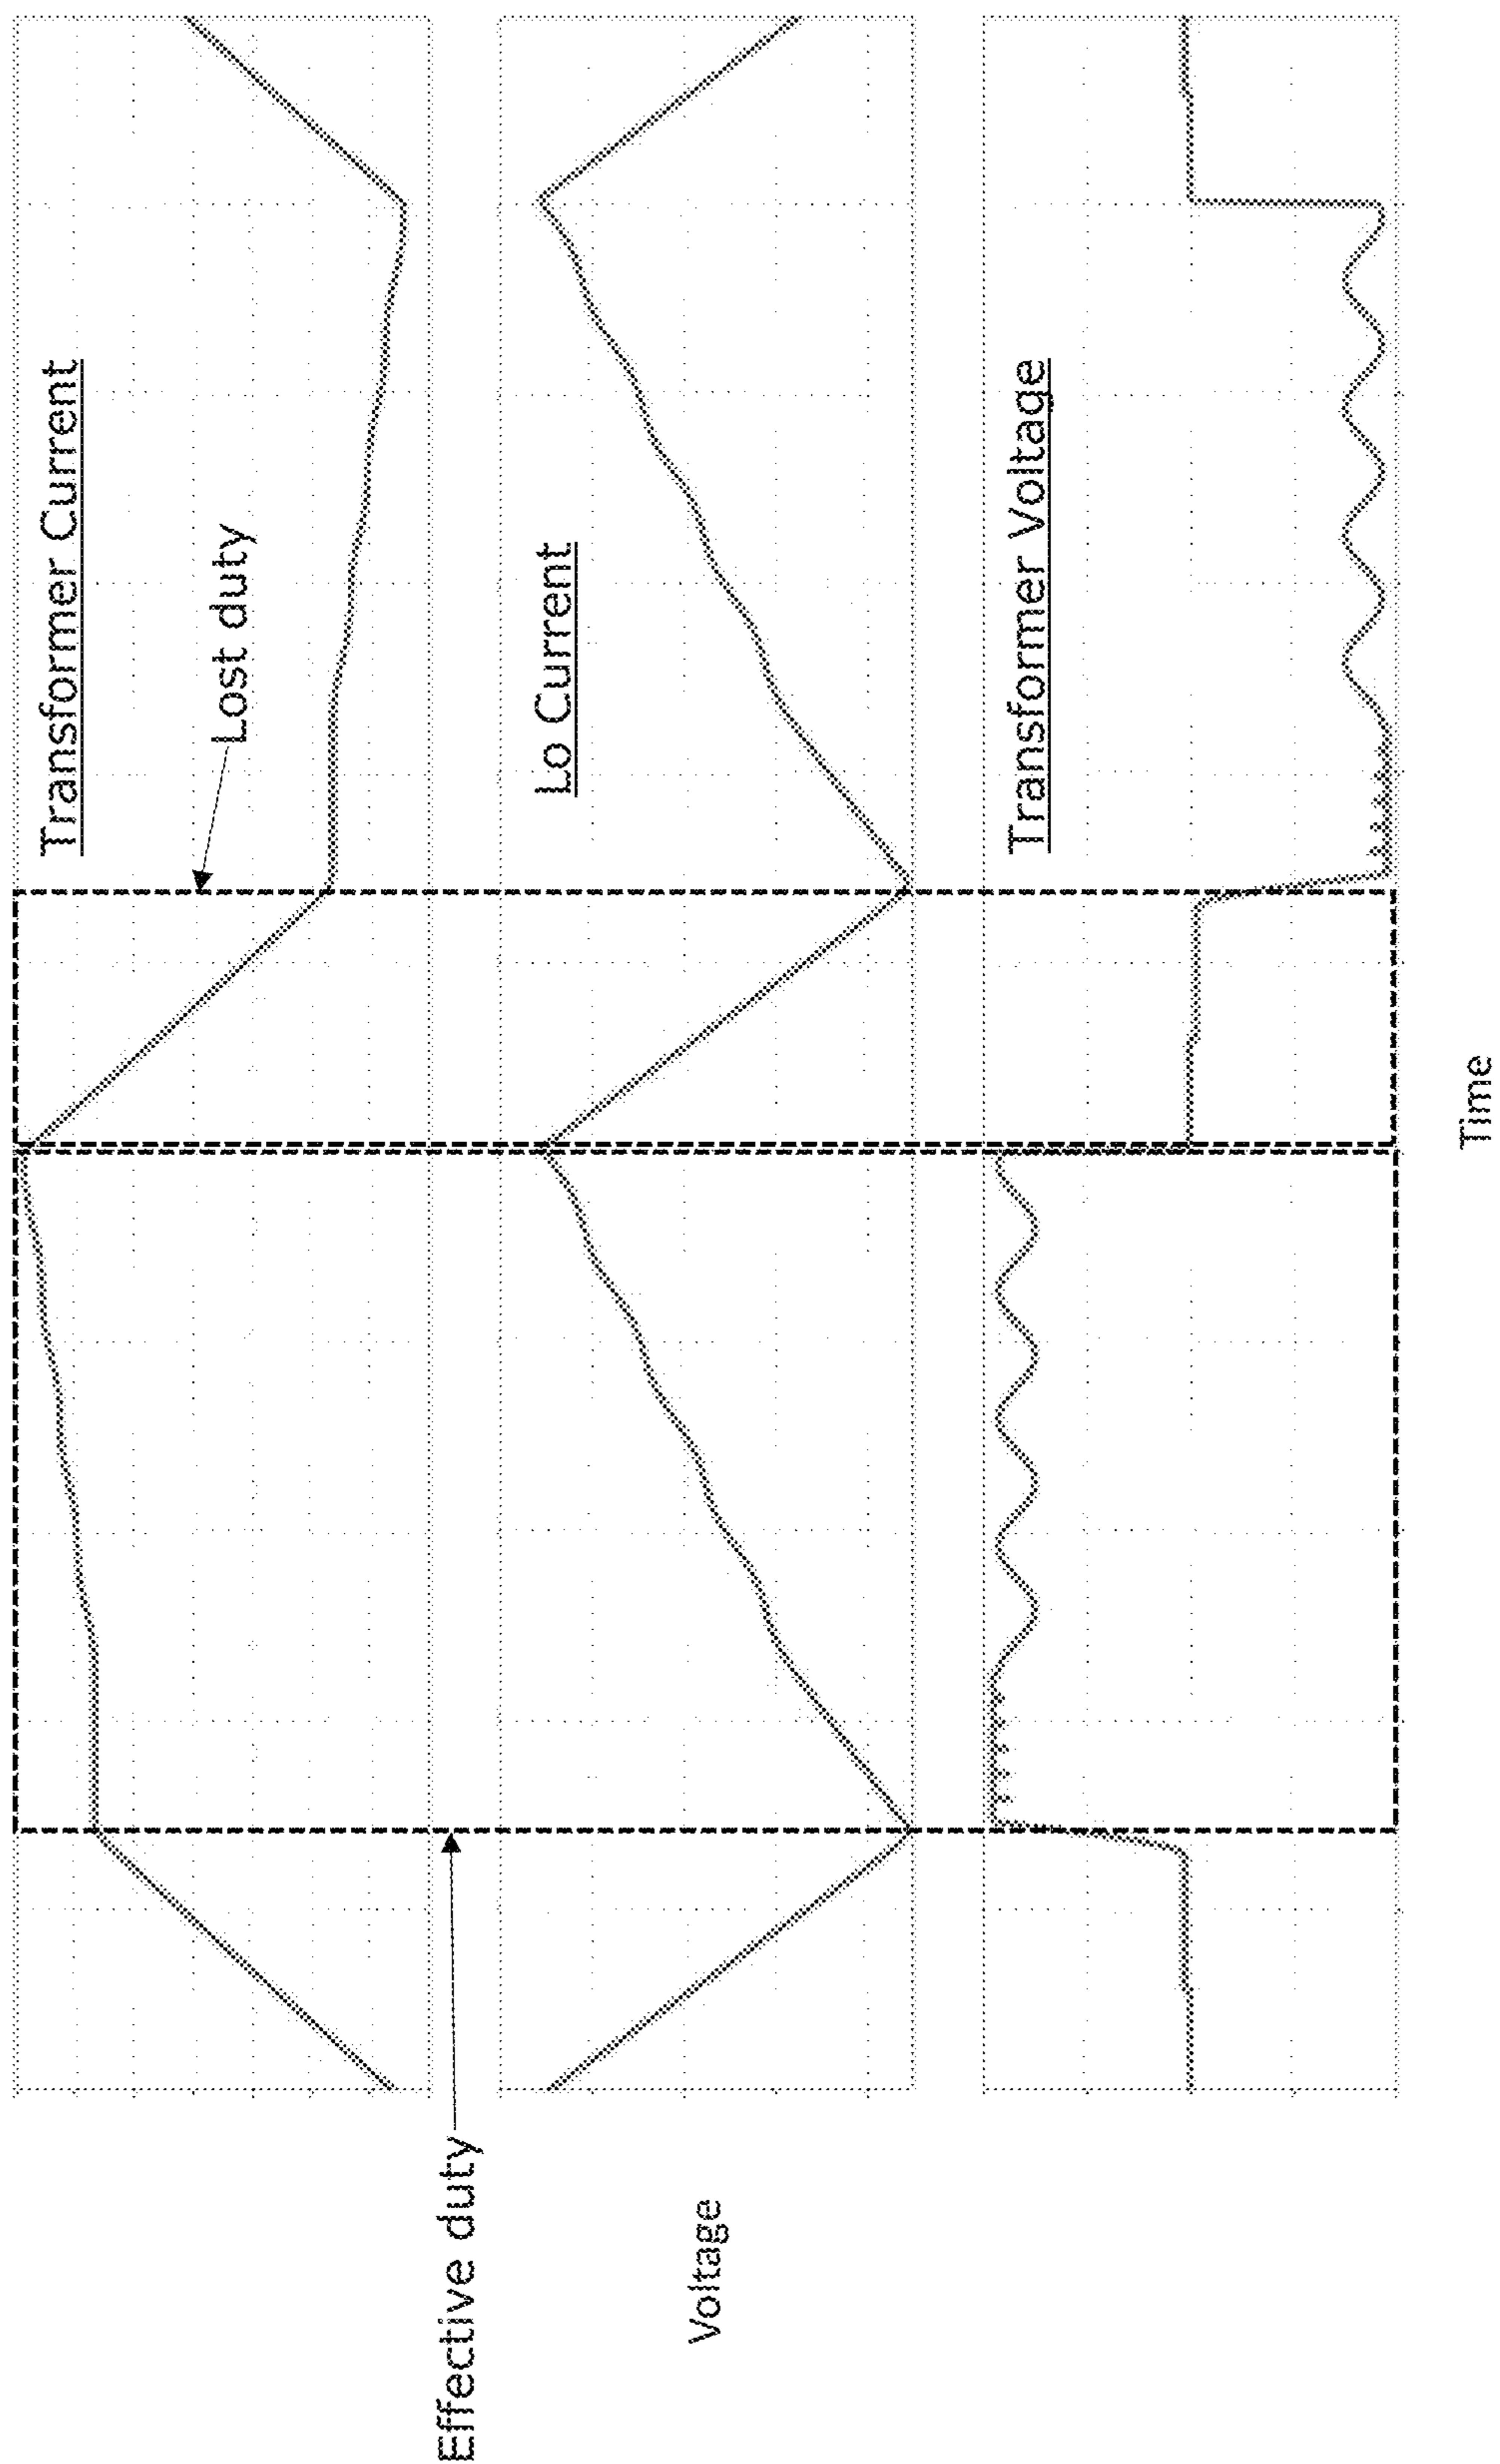 Transformer Current
Lost duty
Effective duty
Lo Current
Voltage
Transformer Voltage
Time